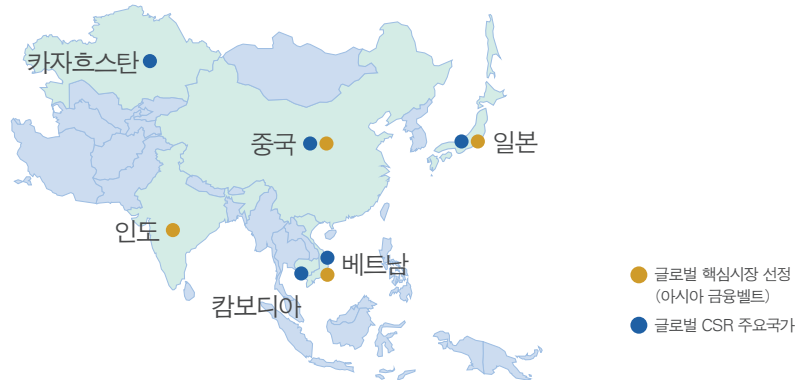 카자흐스탄
중국
일본
인도
베트남
캄보디아
글로벌 핵심시장 선정
(아시아 금융벨트)
글로벌 CSR 주요국가